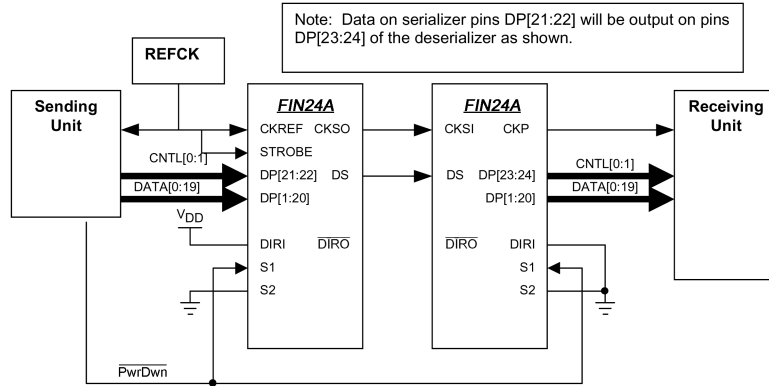 Note: Data on serializer pins DP[21:22] will be output on pins
DP[23:24] of the deserializer as shown.
REFCK
Sending
Unit
FIN24A
FIN24A
Receiving
Unit
CKREF CKSO
CKSI CKP
STROBE
CNTL[0:1]
DP[21:22] DS
DS DP[23:24]
CNTL[0:1]
DATA[0:19]
DP[1:20]
DP[1:20]
DATA[0:19]
VDD
DIRI DIRO
DIRO DIRI
S1
S1
S2
S2
PwrDwn